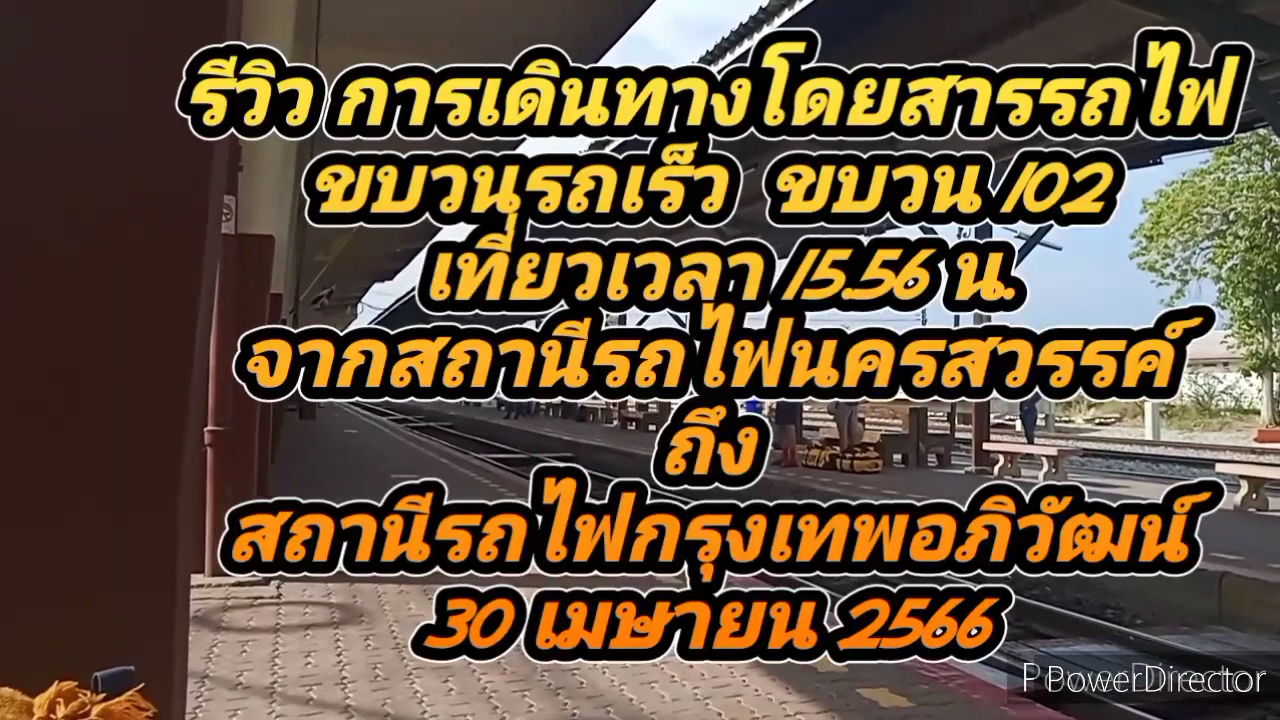 รีวิว การเดินทางโดยสารรถไฟ
ขบวนรถเร็ว ขบวน 102
เที่ยวเวลา 15.56 น.
จากสถานีรถไฟนครสวรรค์
ถึง
สถานีรถไฟกรุงเทพอภิวัฒน์
30 เมษายน 2566
PowerDirector